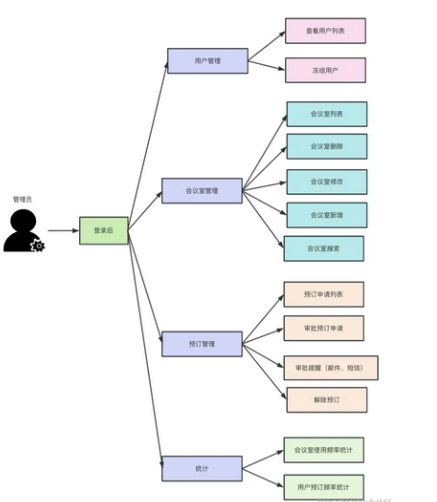 管理员
登录后
用户管理
查看用户列表
冻结用户
会议室管理
会议室列表
会议室删除
会议室修改
会议室新增
会议室搜索
预订管理
预订申请列表
审批预订申请
审批提醒（邮件、短信）
解除预订
统计
会议室使用频率统计
用户预订频率统计